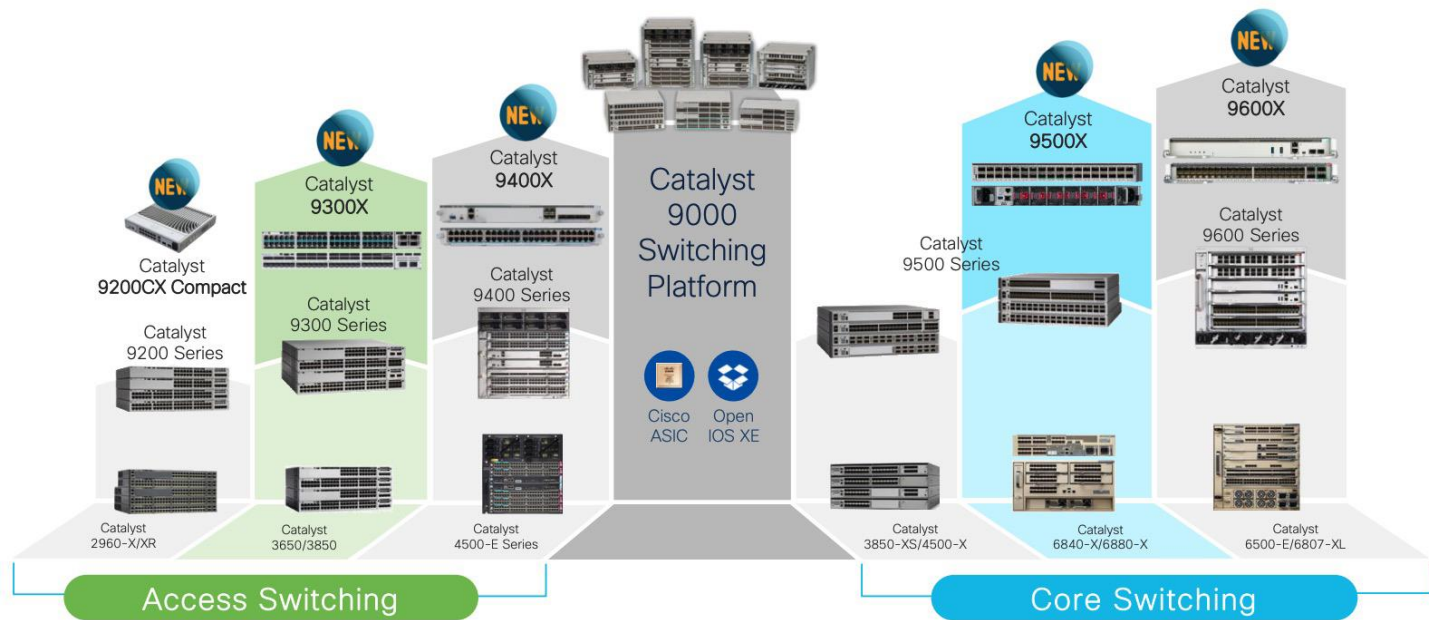 NEW
Catalyst
9200CX Compact
Catalyst
9200 Series
Catalyst
2960-X/XR
NEW
Catalyst
9300X
Catalyst
9300 Series
Catalyst
3650/3850
NEW
Catalyst
9400X
Catalyst
9400 Series
Catalyst
4500-E Series
Catalyst
9000
Switching
Platform
Cisco
ASIC
Open
IOS XE
Catalyst
9500 Series
Catalyst
3850-XS/4500-X
NEW
Catalyst
9500X
Catalyst
6840-X/6880-X
NEW
Catalyst
9600X
Catalyst
9600 Series
Catalyst
6500-E/6807-XL
Access Switching
Core Switching